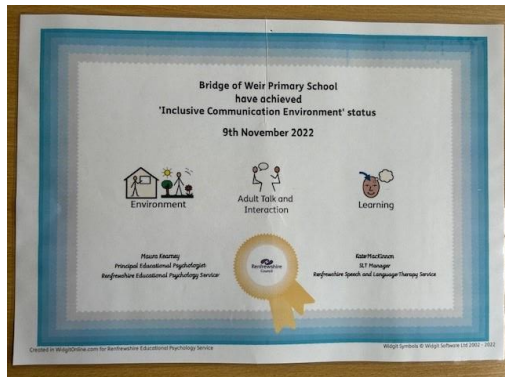 Bridge of Weir Primary School
have achieved
'Inclusive Communication Environment' status
9th November 2022
Environment
Adult Talk and
Interaction
Learning
Maura Kearney
Principal Educational Psychologist
Renfrewshire Educational Psychology Service
Renfrewshire
Council
Kate MacKinnon
SLT Manager
Renfrewshire Speech and Language Therapy Service
Created in WidgitOnline.com for Renfrewshire Educational Psychology Service
Widgit Symbols © Widgit Software Ltd 2002 - 2022